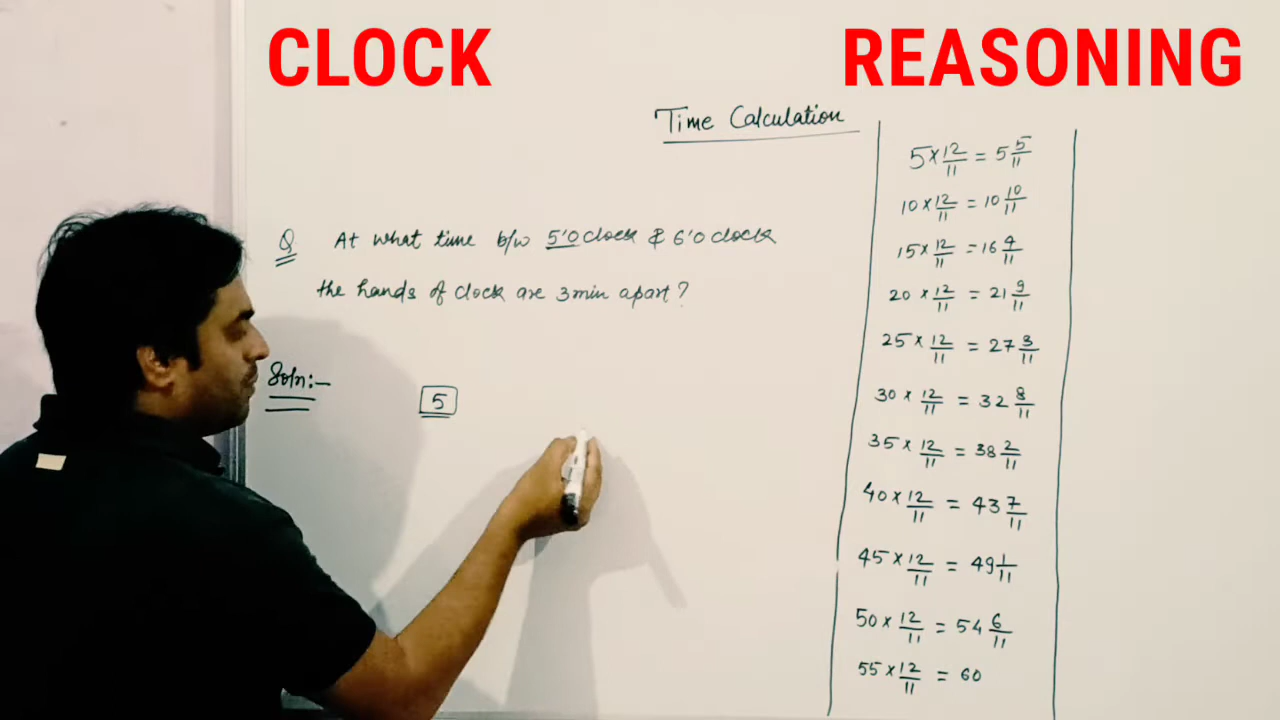 CLOCK REASONING
Time Calculation
Q At what time b/w 5'O clock & 6'O clock
the hands of clock are 3 min apart?
Soln:-
5
5 × 12/11 = 5 5/11
10 × 12/11 = 10 10/11
15 × 12/11 = 16 4/11
20 × 12/11 = 21 9/11
25 × 12/11 = 27 3/11
30 × 12/11 = 32 8/11
35 × 12/11 = 38 2/11
40 × 12/11 = 43 7/11
45 × 12/11 = 49 1/11
50 × 12/11 = 54 6/11
55 × 12/11 = 60